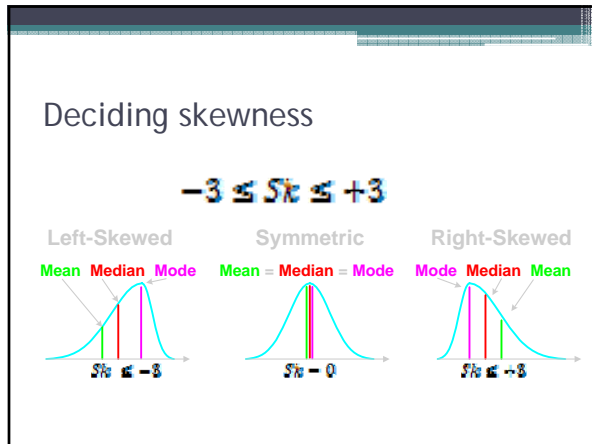 Deciding skewness
−3 ≤ Sk ≤ +3
Left-Skewed Symmetric Right-Skewed
Mean Median Mode Mean = Median = Mode Mode Median Mean
Sk ≤ −3 Sk = 0 Sk ≤ +3